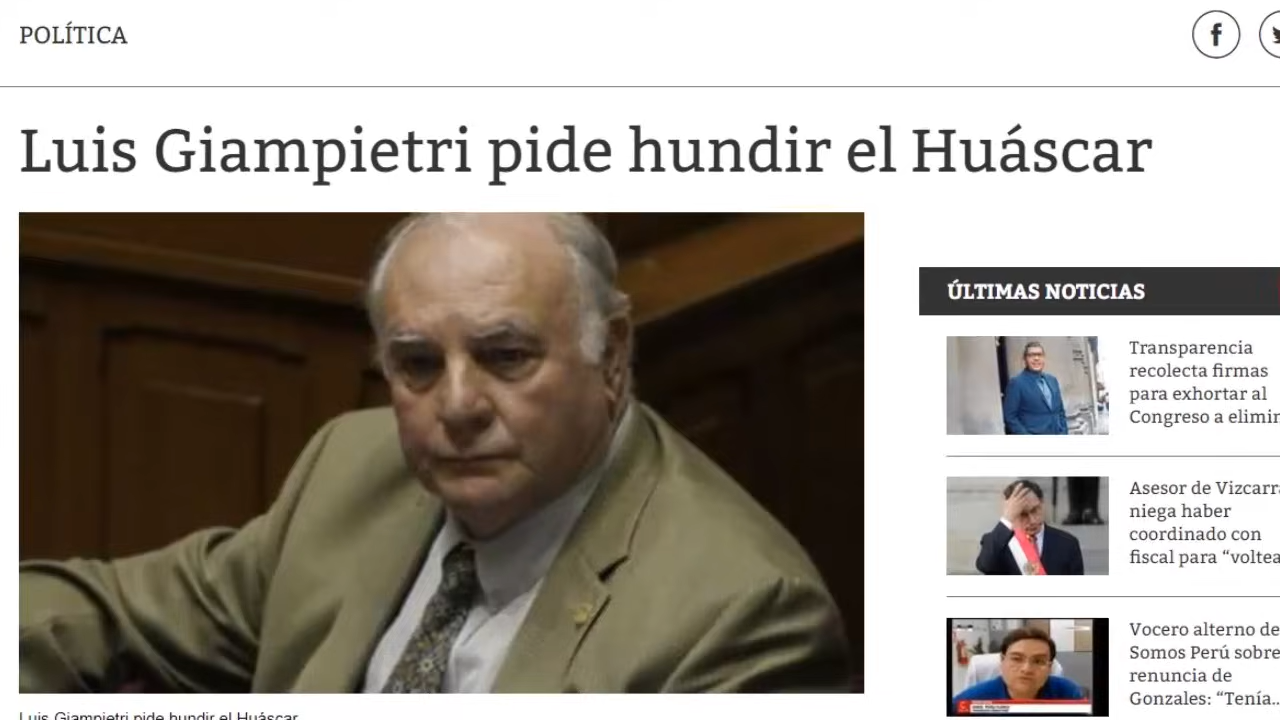 POLÍTICA
Luis Giampietri pide hundir el Huáscar
ÚLTIMAS NOTICIAS
Transparencia
recolecta firmas
para exhortar al
Congreso a elimin
Asesor de Vizcarra
niega haber
coordinado con
fiscal para “voltea
Vocero alterno de
Somos Perú sobre
renuncia de
Gonzales: “Tenía...
Luis Giampietri pide hundir el Huáscar